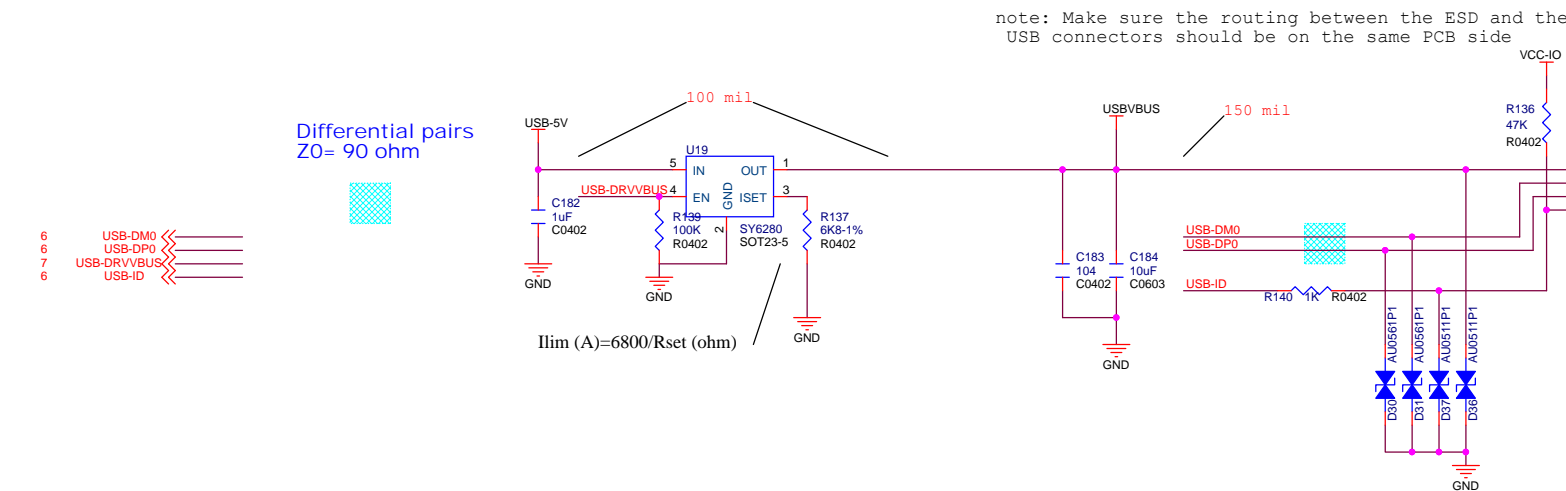 note: Make sure the routing between the ESD and the
USB connectors should be on the same PCB side
VCC-IO
R136
47K
R0402
100 mil
150 mil
Differential pairs
Z0= 90 ohm
USB-5V
USBVBUS
U19
5
IN
OUT
1
USB-DRVVBUS
4
EN
GND
ISET
3
2
SY6280
SOT23-5
C182
1uF
C0402
GND
R139
100K
R0402
GND
R137
6K8-1%
R0402
GND
Ilim (A)=6800/Rset (ohm)
6 USB-DM0
6 USB-DP0
7 USB-DRVVBUS
6 USB-ID
C183
104
C0402
C184
10uF
C0603
GND
USB-DM0
USB-DP0
USB-ID
R140 1K R0402
AU0561P1
AU0561P1
AU0511P1
AU0511P1
D30
D31
D37
D36
GND